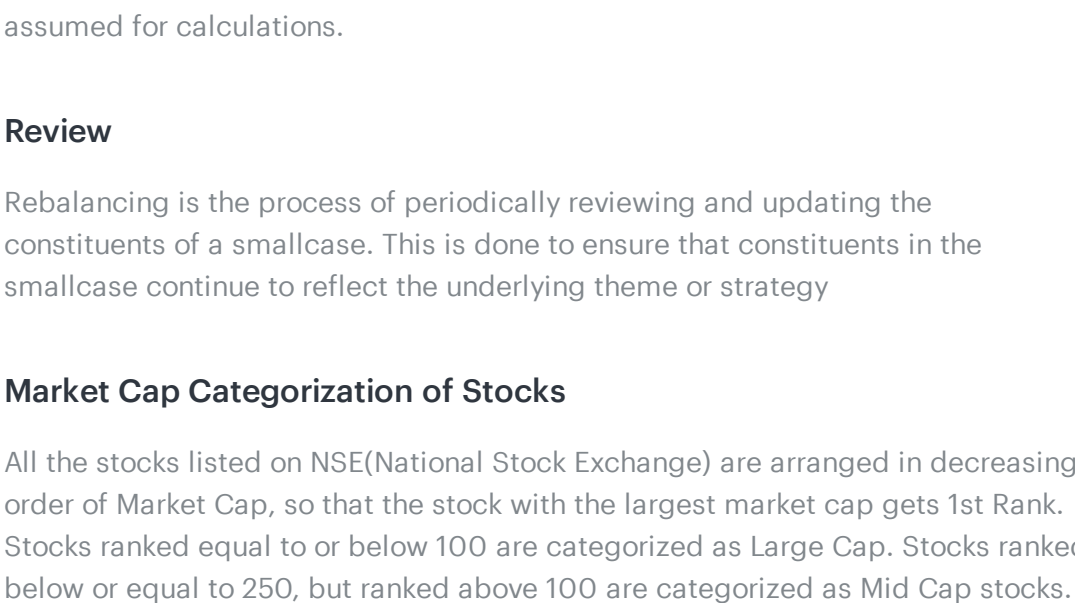 assumed for calculations.
Review
Rebalancing is the process of periodically reviewing and updating the
constituents of a smallcase. This is done to ensure that constituents in the
smallcase continue to reflect the underlying theme or strategy
Market Cap Categorization of Stocks
All the stocks listed on NSE(National Stock Exchange) are arranged in decreasing
order of Market Cap, so that the stock with the largest market cap gets 1st Rank.
Stocks ranked equal to or below 100 are categorized as Large Cap. Stocks ranked
below or equal to 250, but ranked above 100 are categorized as Mid Cap stocks.